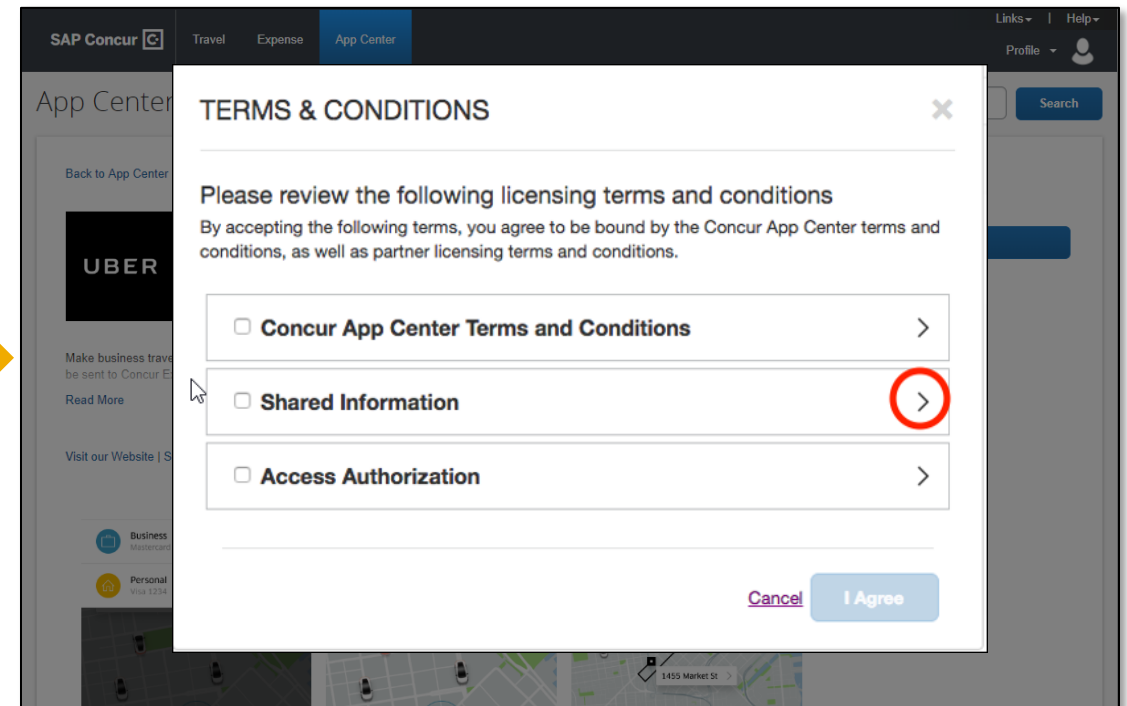 Links | Help
SAP Concur C Travel Expense App Center
Profile
App Center
Search
TERMS & CONDITIONS
Back to App Center
Please review the following licensing terms and conditions
By accepting the following terms, you agree to be bound by the Concur App Center terms and
conditions, as well as partner licensing terms and conditions.
UBER
Concur App Center Terms and Conditions
Make business trave
be sent to Concur E
Read More
Shared Information
Visit our Website | S
Access Authorization
Business
Mastercard
Personal
Visa 1234
Cancel I Agree
1455 Market St